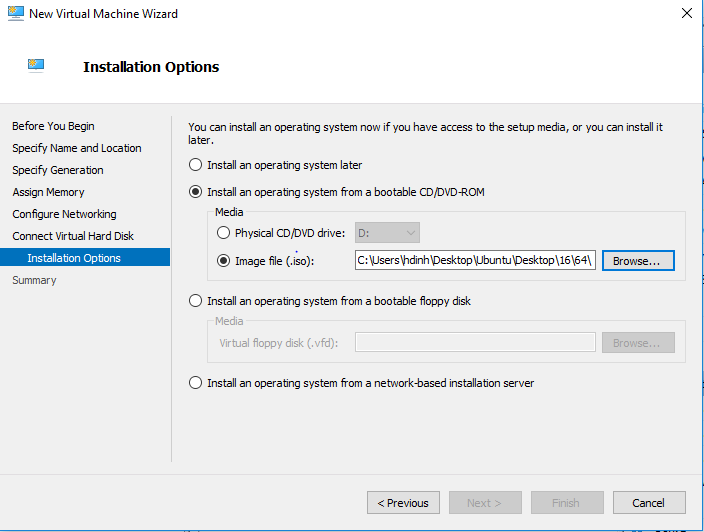 New Virtual Machine Wizard
Installation Options
Before You Begin
Specify Name and Location
Specify Generation
Assign Memory
Configure Networking
Connect Virtual Hard Disk
Installation Options
Summary
You can install an operating system now if you have access to the setup media, or you can install it
later.
Install an operating system later
Install an operating system from a bootable CD/DVD-ROM
Media
Physical CD/DVD drive: D:
Image file (.iso): C:\Users\hdinh\Desktop\Ubuntu\Desktop\16\64\ Browse...
Install an operating system from a bootable floppy disk
Media
Virtual floppy disk (.vfd): Browse...
Install an operating system from a network-based installation server
< Previous Next > Finish Cancel